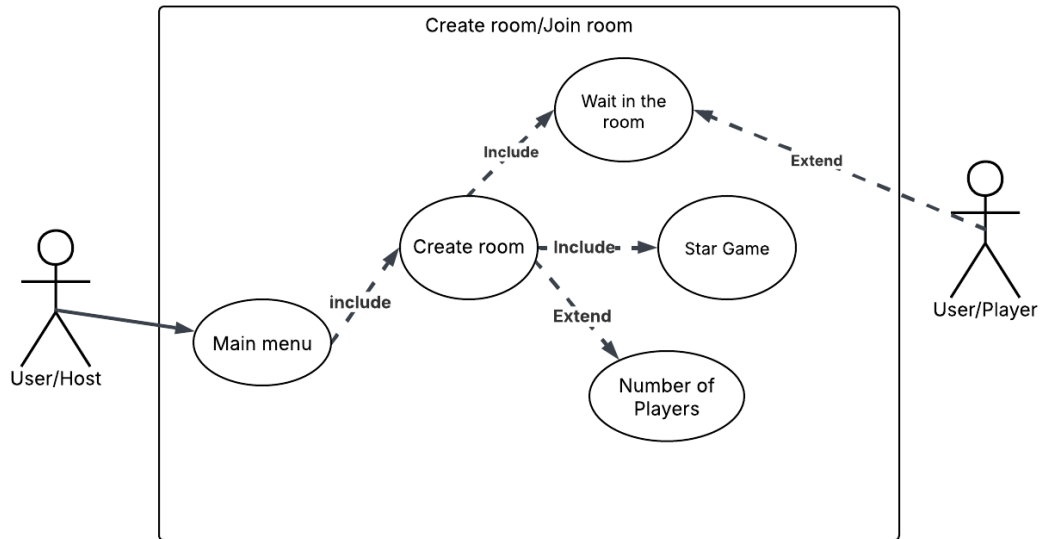 Create room/Join room
Wait in the
room
Include
Extend
Create room
Include
Star Game
include
Extend
User/Player
Main menu
User/Host
Number of
Players